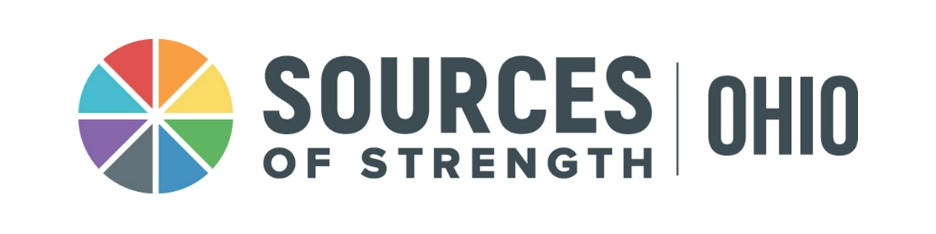 SOURCES
OF STRENGTH
OHIO